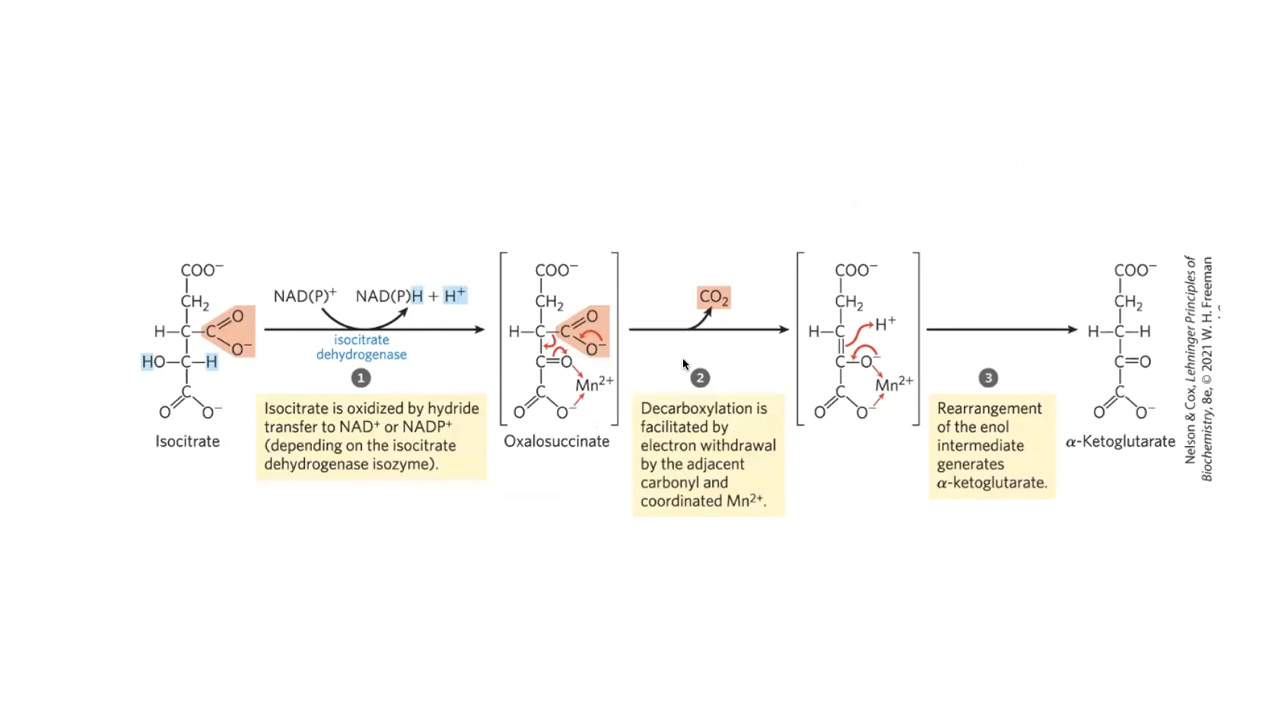 COO⁻
CH₂
H–C–C
O
O⁻
HO–C–H
C
O O⁻
Isocitrate
NAD(P)⁺ NAD(P)H + H⁺
isocitrate
dehydrogenase
1
Isocitrate is oxidized by hydride
transfer to NAD⁺ or NADP⁺
(depending on the isocitrate
dehydrogenase isozyme).
COO⁻
CH₂
H–C–C
O
O⁻
C=O
Mn²⁺
C
O O⁻
Oxalosuccinate
CO₂
2
Decarboxylation is
facilitated by
electron withdrawal
by the adjacent
carbonyl and
coordinated Mn²⁺.
COO⁻
CH₂
H–C
H⁺
C–O⁻
Mn²⁺
C
O O⁻
3
Rearrangement
of the enol
intermediate
generates
α-ketoglutarate.
COO⁻
CH₂
H–C–H
C=O
C
O O⁻
α-Ketoglutarate
Nelson & Cox, Lehninger Principles of
Biochemistry, 8e, © 2021 W. H. Freeman